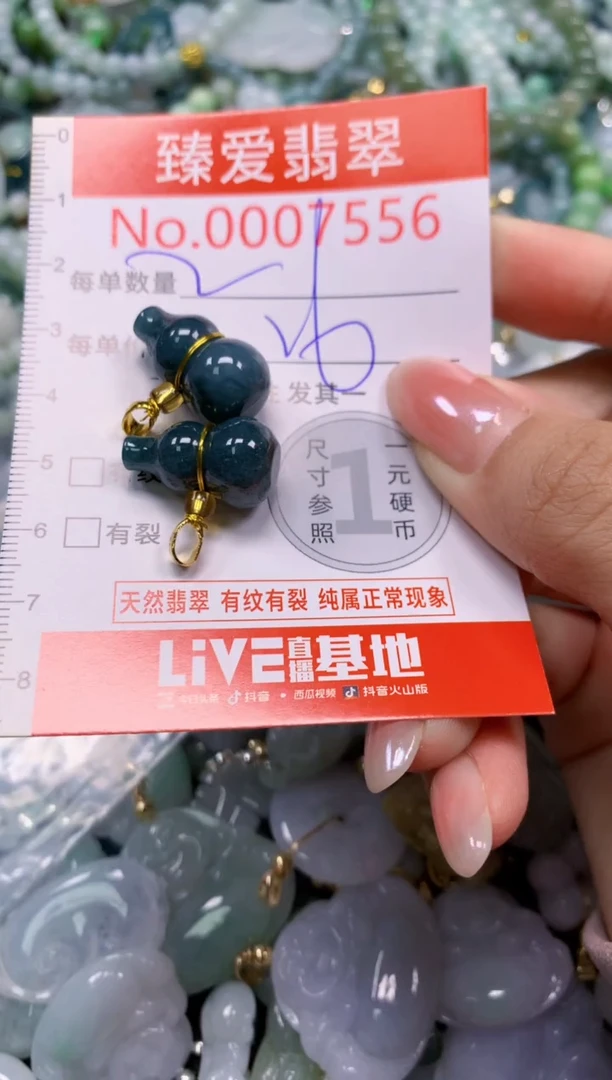 臻爱翡翠
No.0007556
每单数量
每单
发其一
尺寸参照
1
一元硬币
有裂
天然翡翠 有纹有裂 纯属正常现象
LiVE直播基地
今日头条 抖音 • 西瓜视频 抖音火山版
0
1
2
3
4
5
6
7
8